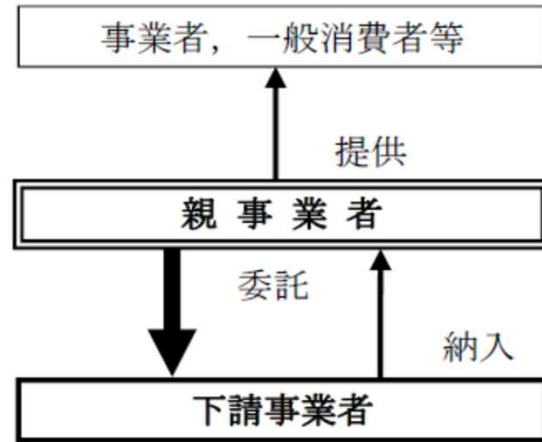 事業者，一般消費者等
提供
親事業者
委託
納入
下請事業者